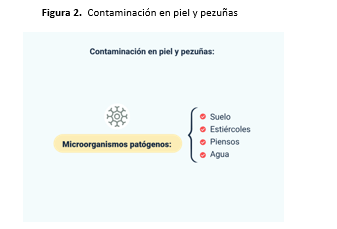 Figura 2. Contaminación en piel y pezuñas
Contaminación en piel y pezuñas:
Microorganismos patógenos:
Suelo
Estiércoles
Piensos
Agua